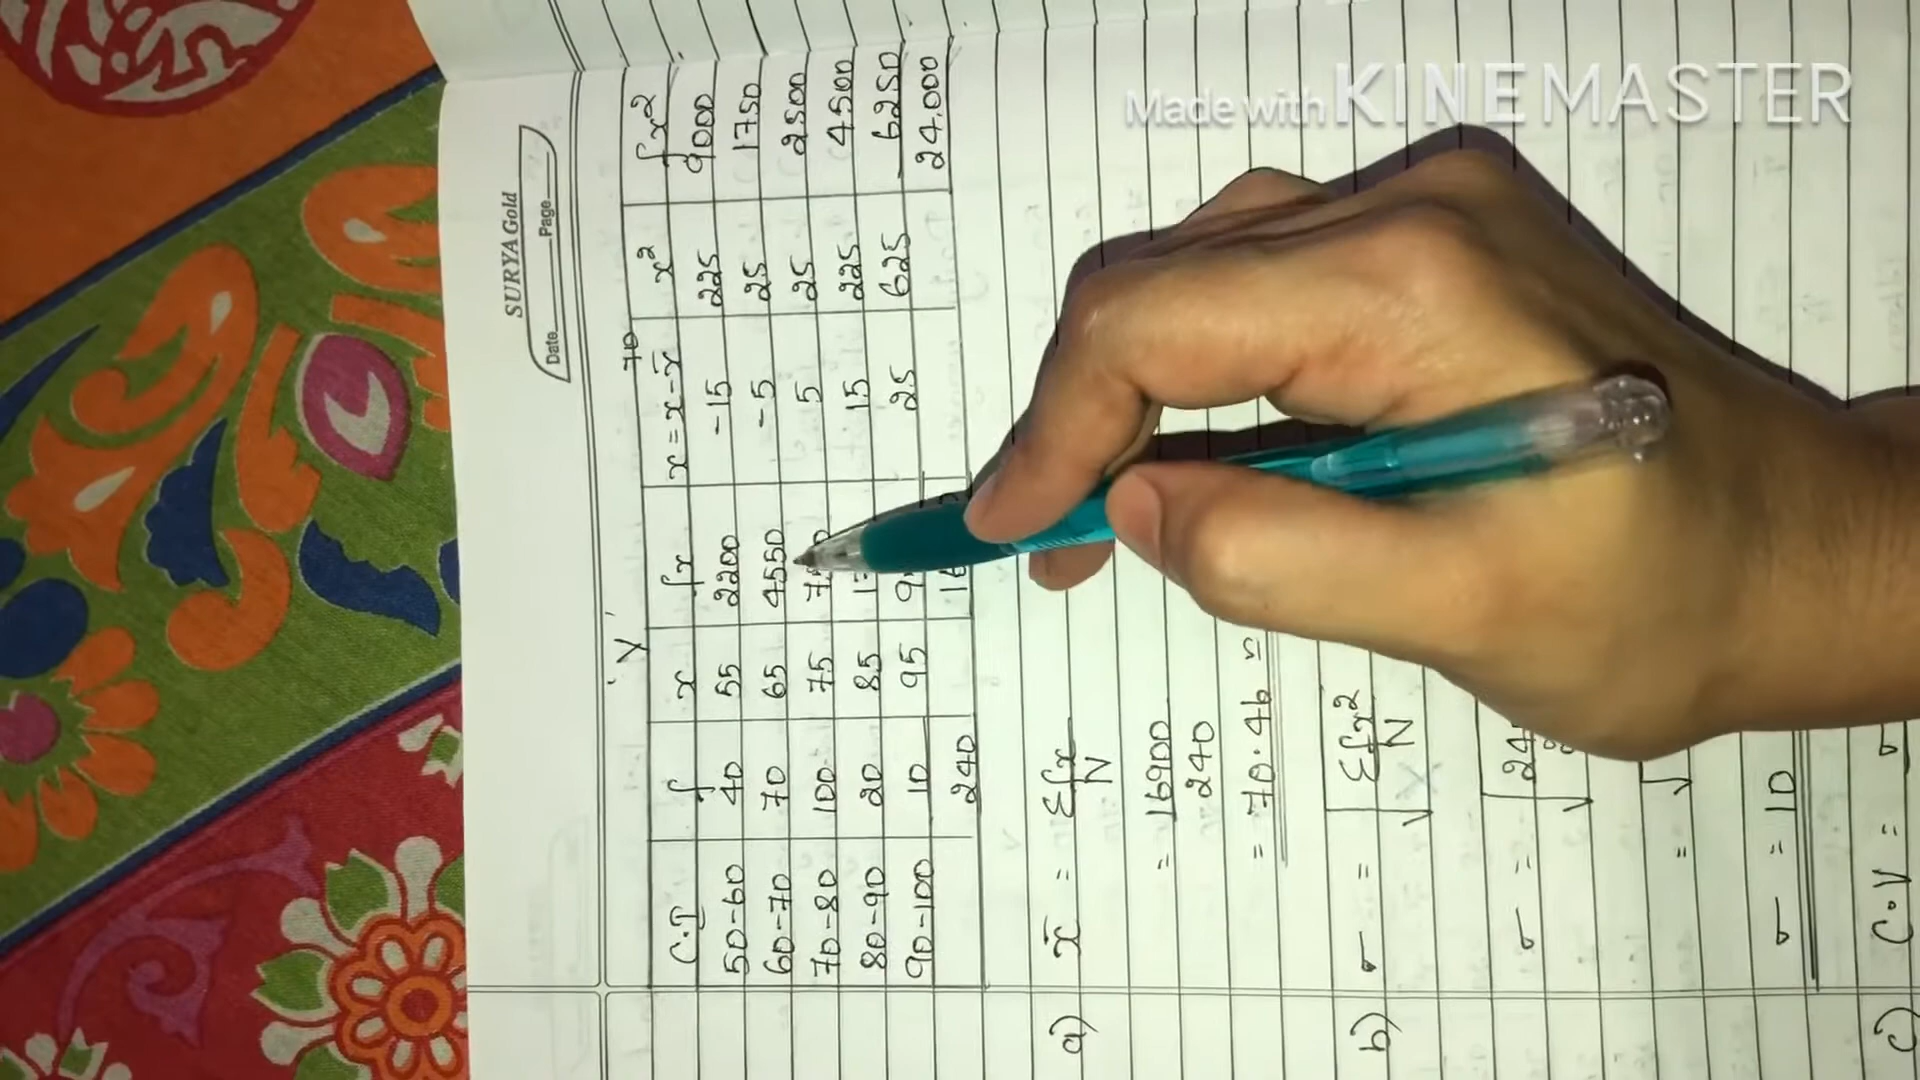 Made with KINEMASTER
SURYA Gold
Date Page
'Y'
70
C.I f x fx x=x-x̄ x² fx²
50-60 40 55 2200 -15 225 9000
60-70 70 65 4550 -5 25 1750
70-80 100 75 5 25 2500
80-90 20 85 15 225 4500
90-100 10 95 25 625 6250
240 24.000
a) x̄ = Σfx
N
= 16900
240
= 70.46 =
b) σ = √Σfx²
N
σ = √
= √
σ = 10
c) C.V = σ